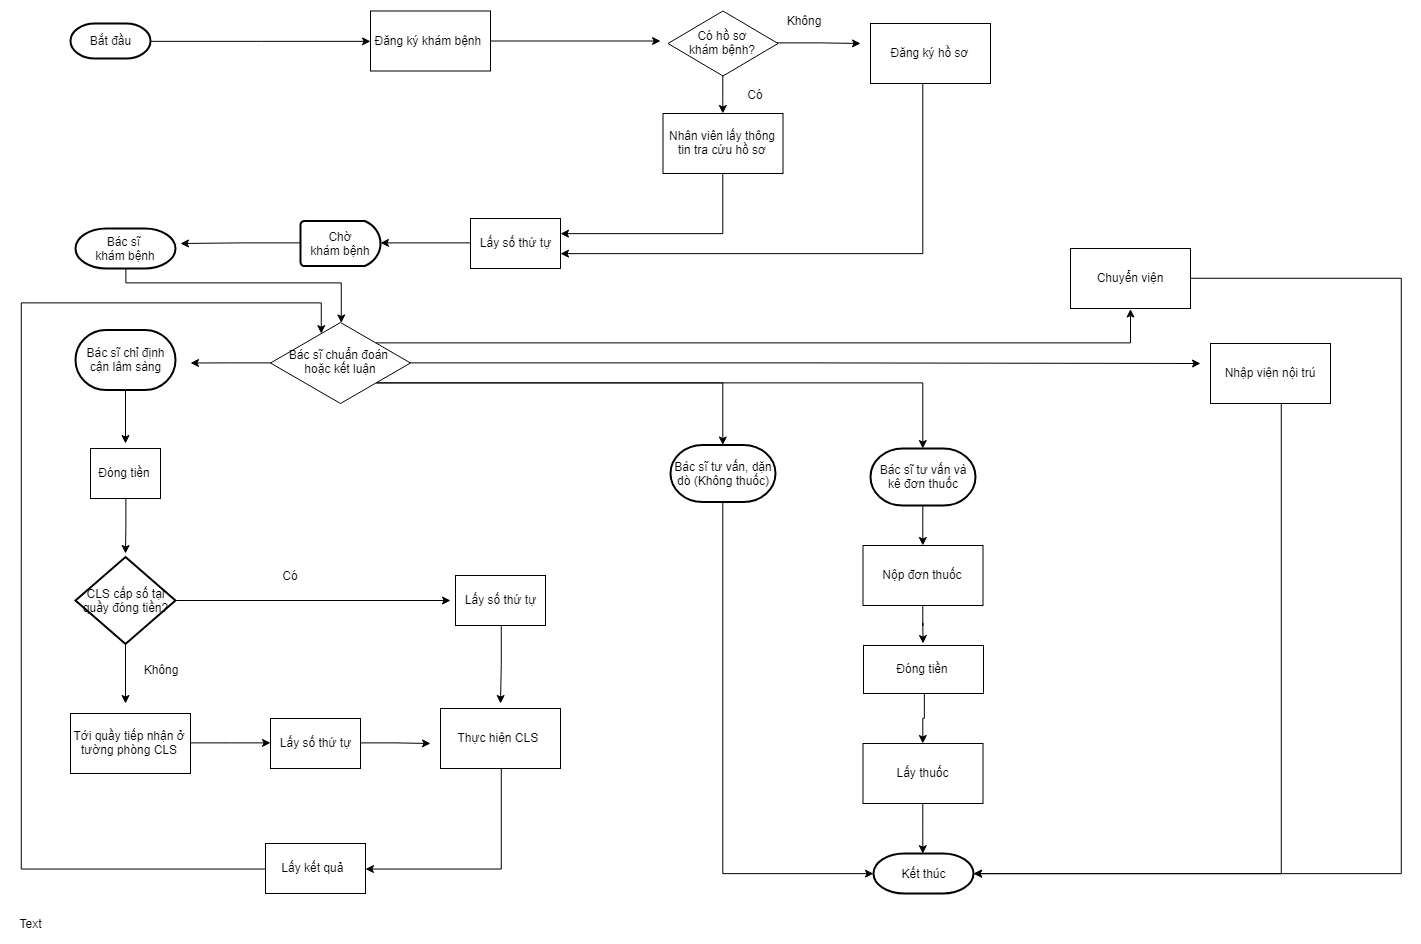 Bắt đầu
Đăng ký khám bệnh
Có hồ sơ
khám bệnh?
Không
Đăng ký hồ sơ
Có
Nhân viên lấy thông
tin tra cứu hồ sơ
Bác sĩ
khám bệnh
Chờ
khám bệnh
Lấy số thứ tự
Chuyển viện
Bác sĩ chỉ định
cận lâm sàng
Bác sĩ chuẩn đoán
hoặc kết luận
Nhập viện nội trú
Đóng tiền
Bác sĩ tư vấn, dặn
dò (Không thuốc)
Bác sĩ tư vấn và
kê đơn thuốc
CLS cấp số tại
quầy đóng tiền?
Có
Lấy số thứ tự
Nộp đơn thuốc
Không
Đóng tiền
Tới quầy tiếp nhận ở
tường phòng CLS
Lấy số thứ tự
Thực hiện CLS
Lấy thuốc
Lấy kết quả
Kết thúc
Text